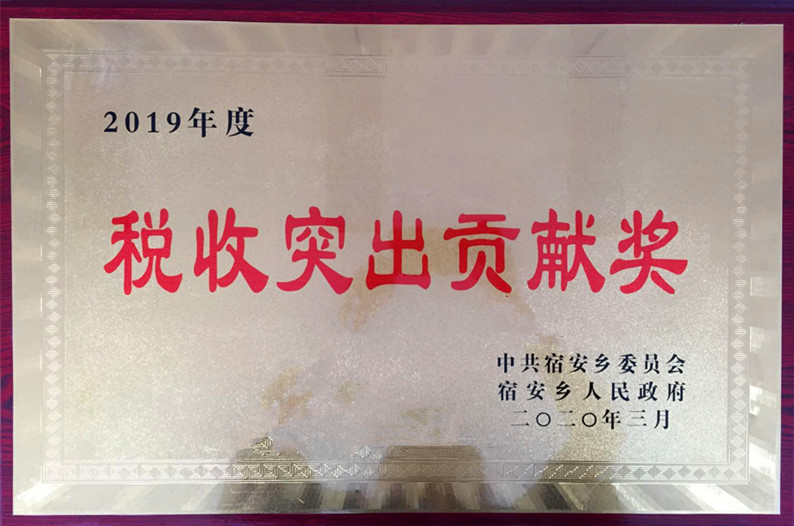 2019年度
税收突出贡献奖
中共宿安乡委员会
宿安乡人民政府
二〇二〇年三月